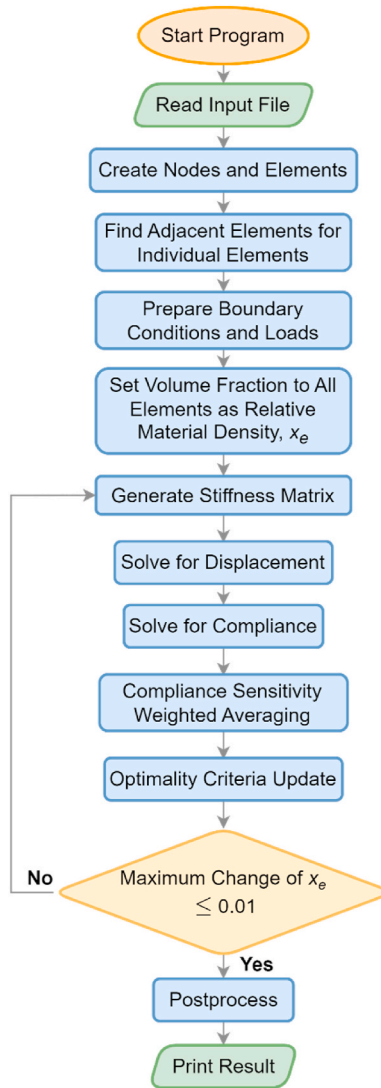 Start Program
Read Input File
Create Nodes and Elements
Find Adjacent Elements for
Individual Elements
Prepare Boundary
Conditions and Loads
Set Volume Fraction to All
Elements as Relative
Material Density, xₑ
Generate Stiffness Matrix
Solve for Displacement
Solve for Compliance
Compliance Sensitivity
Weighted Averaging
Optimality Criteria Update
No
Maximum Change of xₑ
≤ 0.01
Yes
Postprocess
Print Result